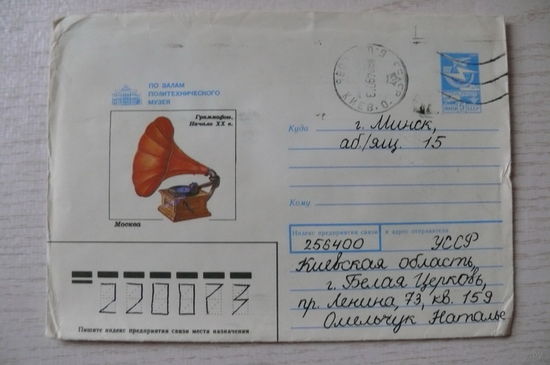 ПО ЗАЛАМ
ПОЛИТЕХНИЧЕСКОГО
МУЗЕЯ
Граммофон.
Начало XX в.
Москва
Куда
г. Минск,
аб/ящ. 15
Кому
Индекс предприятия связи и адрес отправителя
256400 УССР
Киевская область,
г. Белая Церковь,
пр. Ленина, 73, кв. 159
Омельчук Наталье
220073
Пишите индекс предприятия связи места назначения